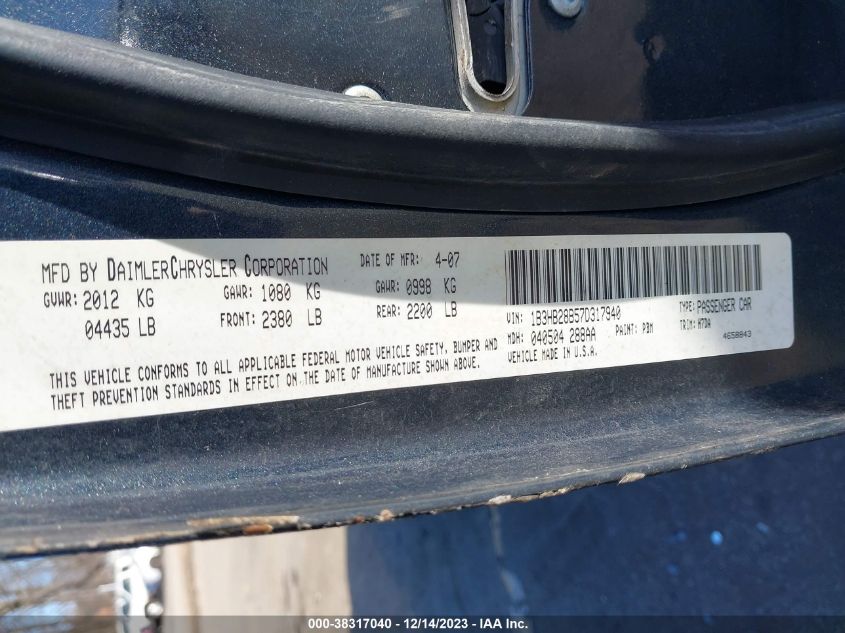 MFD BY DAIMLERCHRYSLER CORPORATION DATE OF MFR: 4-07
GVWR: 2012 KG GAWR: 1080 KG GAWR: 0998 KG
04435 LB FRONT: 2380 LB REAR: 2200 LB
THIS VEHICLE CONFORMS TO ALL APPLICABLE FEDERAL MOTOR VEHICLE SAFETY, BUMPER AND
THEFT PREVENTION STANDARDS IN EFFECT ON THE DATE OF MANUFACTURE SHOWN ABOVE.
VIN: 1B3HB28B57D317940 TYPE: PASSENGER CAR
MDH: 040504 288AA PAINT: PBM TRIM: M7DA
VEHICLE MADE IN U.S.A. 4658843
000-38317040 - 12/14/2023 - IAA Inc.